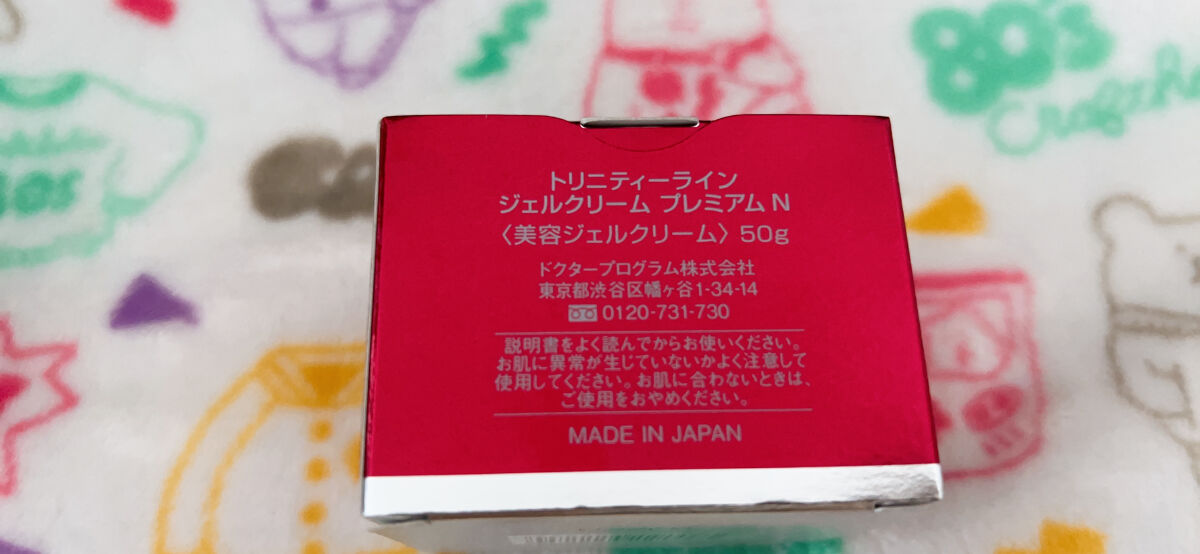 80's
トリニティーライン
ジェルクリーム プレミアム N
〈美容ジェルクリーム〉 50g
ドクタープログラム株式会社
東京都渋谷区幡ヶ谷1-34-14
0120-731-730
説明書をよく読んでからお使いください。
お肌に異常が生じていないかよく注意して
使用してください。お肌に合わないときは、
ご使用をおやめください。
MADE IN JAPAN